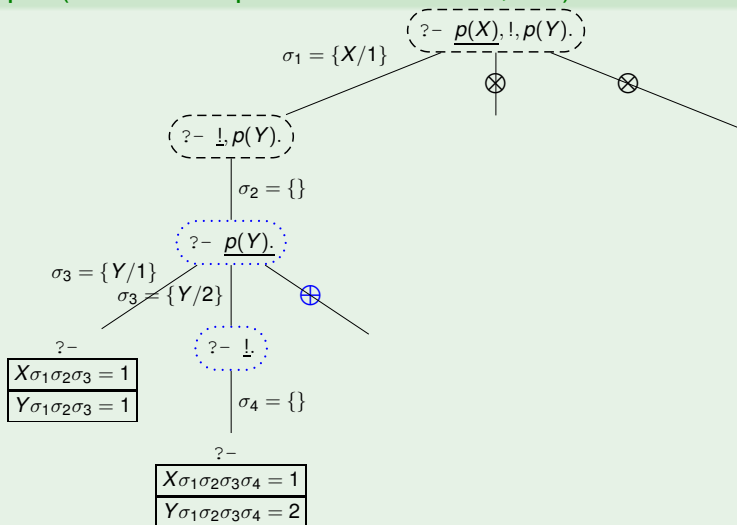 ?- p(X), !, p(Y).
σ1 = {X/1}
⊗ ⊗
?- !, p(Y).
σ2 = {}
?- p(Y).
σ3 = {Y/1}
σ3 = {Y/2}
⊕
?-
Xσ1σ2σ3 = 1
Yσ1σ2σ3 = 1
?- !.
σ4 = {}
?-
Xσ1σ2σ3σ4 = 1
Yσ1σ2σ3σ4 = 2